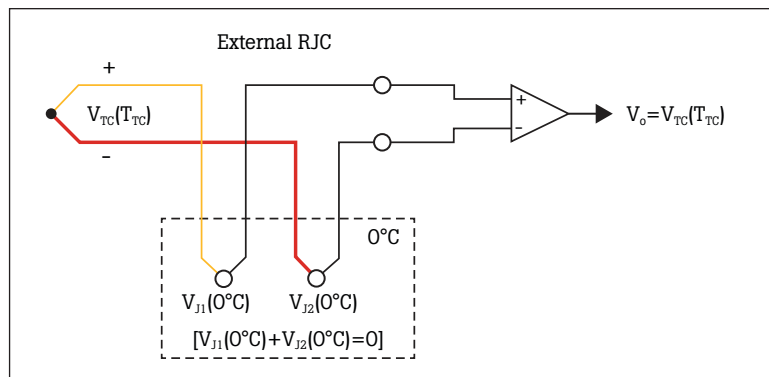 External RJC
+
V_TC(T_TC)
–
+
–
V_o=V_TC(T_TC)
0°C
V_J1(0°C) V_J2(0°C)
[V_J1(0°C)+V_J2(0°C)=0]